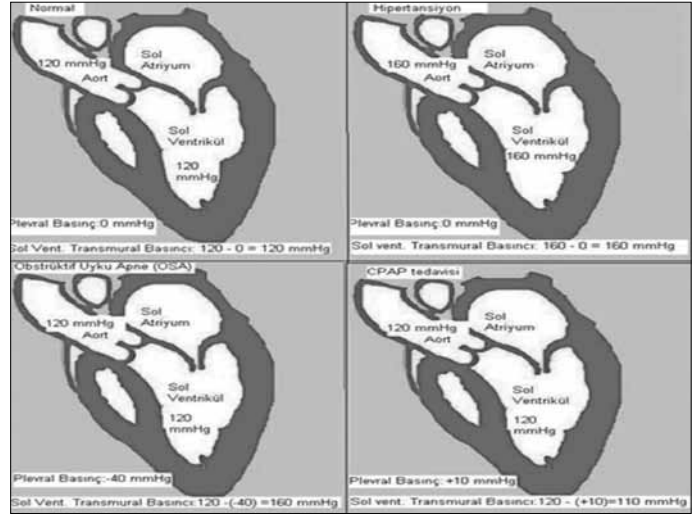 Normal
120 mmHg
Aort
Sol
Atriyum
Sol
Ventrikül
120
mmHg
Plevral Basınç:0 mmHg
Sol Vent. Transmural Basıncı: 120 - 0 = 120 mmHg
Hipertansiyon
160 mmHg
Aort
Sol
Atriyum
Sol
Ventrikül
160 mmHg
Plevral Basınç:0 mmHg
Sol vent. Transmural Basıncı: 160 - 0 = 160 mmHg
Obstrüktif Uyku Apne (OSA)
120 mmHg
Aort
Sol
Atriyum
Sol
Ventrikül
120
mmHg
Plevral Basınç:-40 mmHg
Sol Vent. Transmural Basıncı: 120 -(-40) =160 mmHg
CPAP tedavisi
120 mmHg
Aort
Sol
Atriyum
Sol
Ventrikül
120
mmHg
Plevral Basınç: +10 mmHg
Sol vent. Transmural Basıncı: 120 - (+10)=110 mmHg